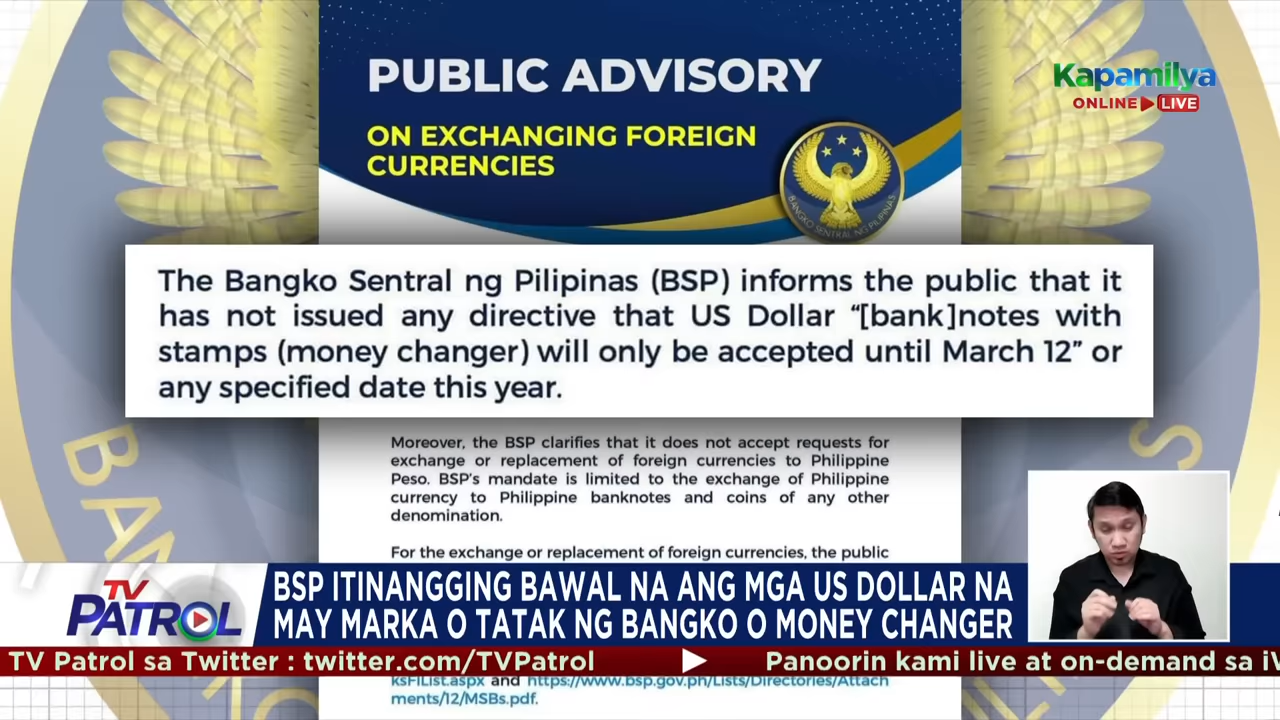 PUBLIC ADVISORY
ON EXCHANGING FOREIGN
CURRENCIES
BANGKO SENTRAL NG PILIPINAS
Kapamilya
ONLINE LIVE
The Bangko Sentral ng Pilipinas (BSP) informs the public that it
has not issued any directive that US Dollar “[bank]notes with
stamps (money changer) will only be accepted until March 12” or
any specified date this year.
Moreover, the BSP clarifies that it does not accept requests for
exchange or replacement of foreign currencies to Philippine
Peso. BSP’s mandate is limited to the exchange of Philippine
currency to Philippine banknotes and coins of any other
denomination.
For the exchange or replacement of foreign currencies, the public
TV
PATROL
BSP ITINANGGING BAWAL NA ANG MGA US DOLLAR NA
MAY MARKA O TATAK NG BANGKO O MONEY CHANGER
TV Patrol sa Twitter : twitter.com/TVPatrol
Panoorin kami live at on-demand sa
ksFIList.aspx and https://www.bsp.gov.ph/Lists/Directories/Attach
ments/12/MSBs.pdf.